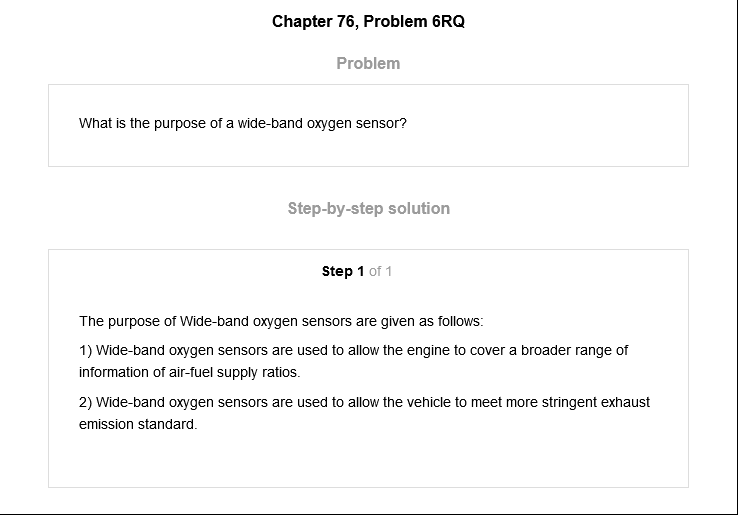 Chapter 76, Problem 6RQ
Problem
What is the purpose of a wide-band oxygen sensor?
Step-by-step solution
Step 1 of 1
The purpose of Wide-band oxygen sensors are given as follows:
1) Wide-band oxygen sensors are used to allow the engine to cover a broader range of
information of air-fuel supply ratios.
2) Wide-band oxygen sensors are used to allow the vehicle to meet more stringent exhaust
emission standard.